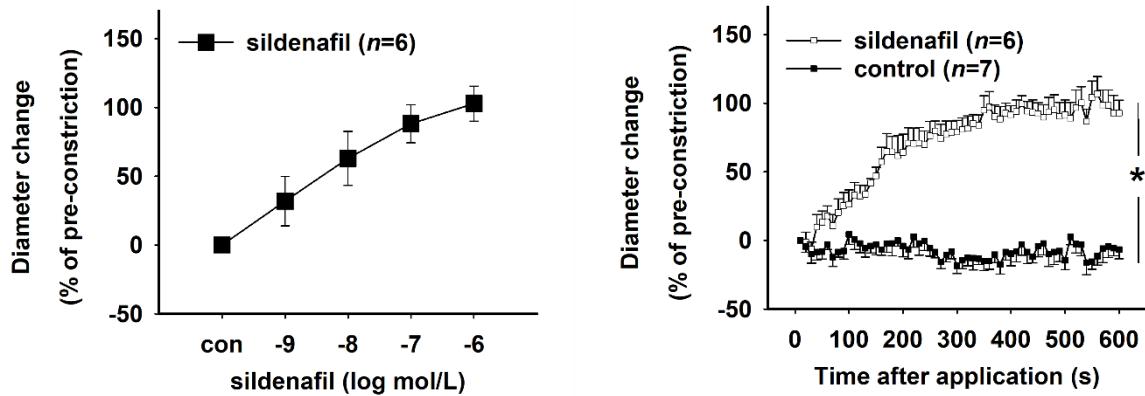 Diameter change
(% of pre-constriction)
150
100
50
0
-50
sildenafil (n=6)
con -9 -8 -7 -6
sildenafil (log mol/L)
Diameter change
(% of pre-constriction)
150
100
50
0
-50
sildenafil (n=6)
control (n=7)
*
0 100 200 300 400 500 600
Time after application (s)